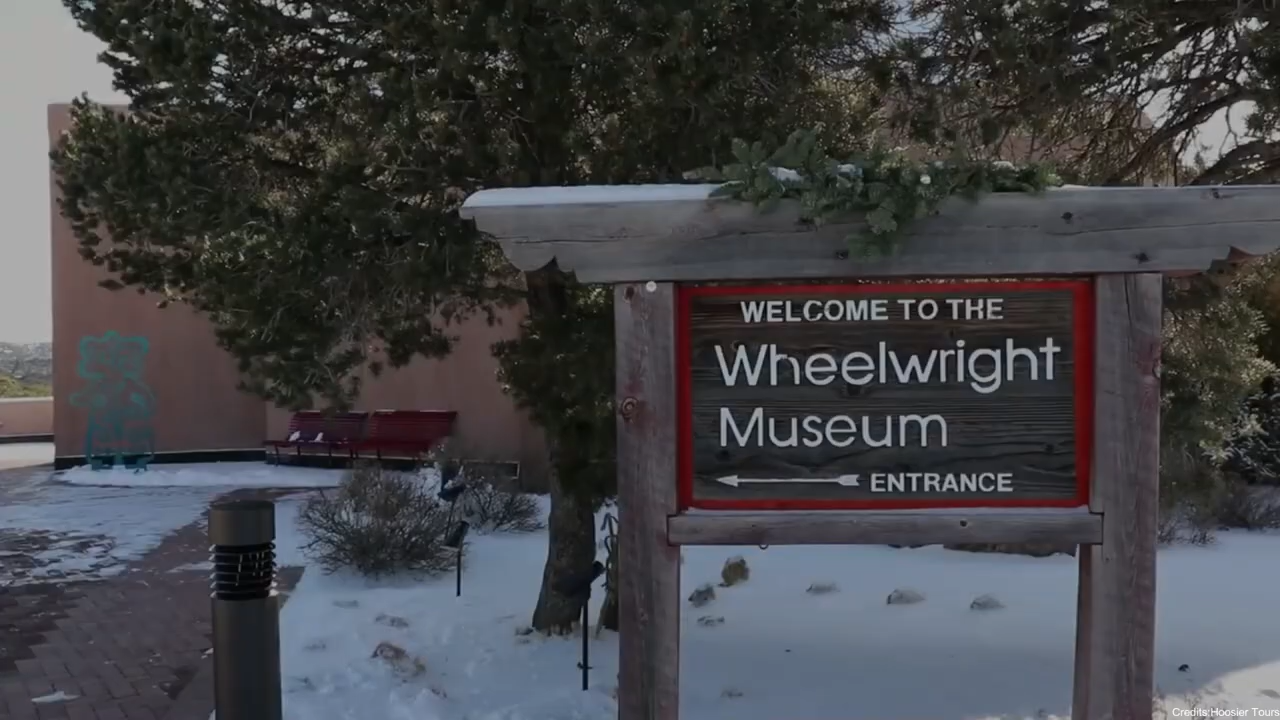 WELCOME TO THE
Wheelwright
Museum
ENTRANCE
Credits:Hoosier Tours